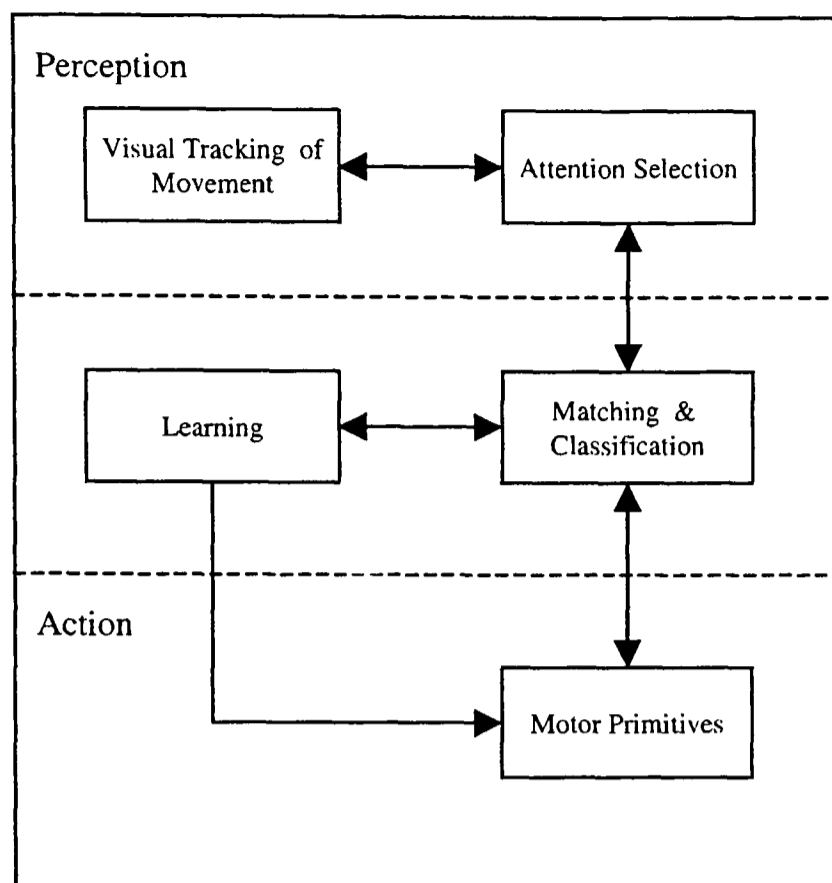 Perception
Visual Tracking of
Movement
Attention Selection
Learning
Matching &
Classification
Action
Motor Primitives